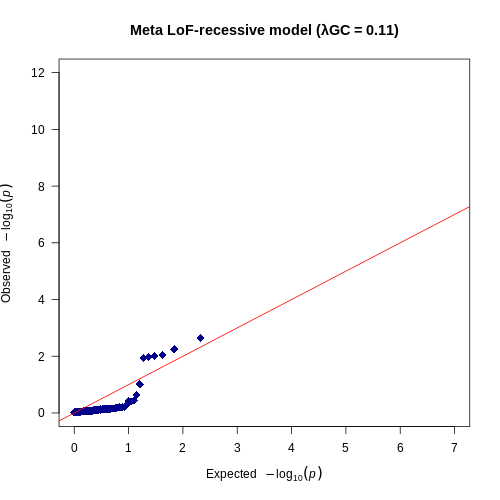 Meta LoF-recessive model (λGC = 0.11)
12
10
8
6
4
2
0
Observed −log10(p)
0 1 2 3 4 5 6 7
Expected −log10(p)